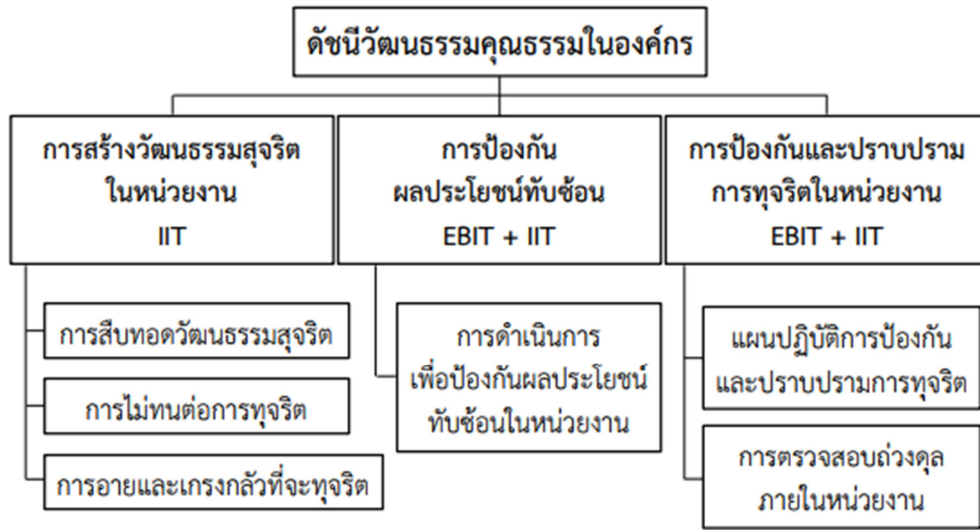 ดัชนีวัฒนธรรมคุณธรรมในองค์กร
การสร้างวัฒนธรรมสุจริต
ในหน่วยงาน
IIT
การสืบทอดวัฒนธรรมสุจริต
การไม่ทนต่อการทุจริต
การอายและเกรงกลัวที่จะทุจริต
การป้องกัน
ผลประโยชน์ทับซ้อน
EBIT + IIT
การดำเนินการ
เพื่อป้องกันผลประโยชน์
ทับซ้อนในหน่วยงาน
การป้องกันและปราบปราม
การทุจริตในหน่วยงาน
EBIT + IIT
แผนปฏิบัติการป้องกัน
และปราบปรามการทุจริต
การตรวจสอบถ่วงดุล
ภายในหน่วยงาน